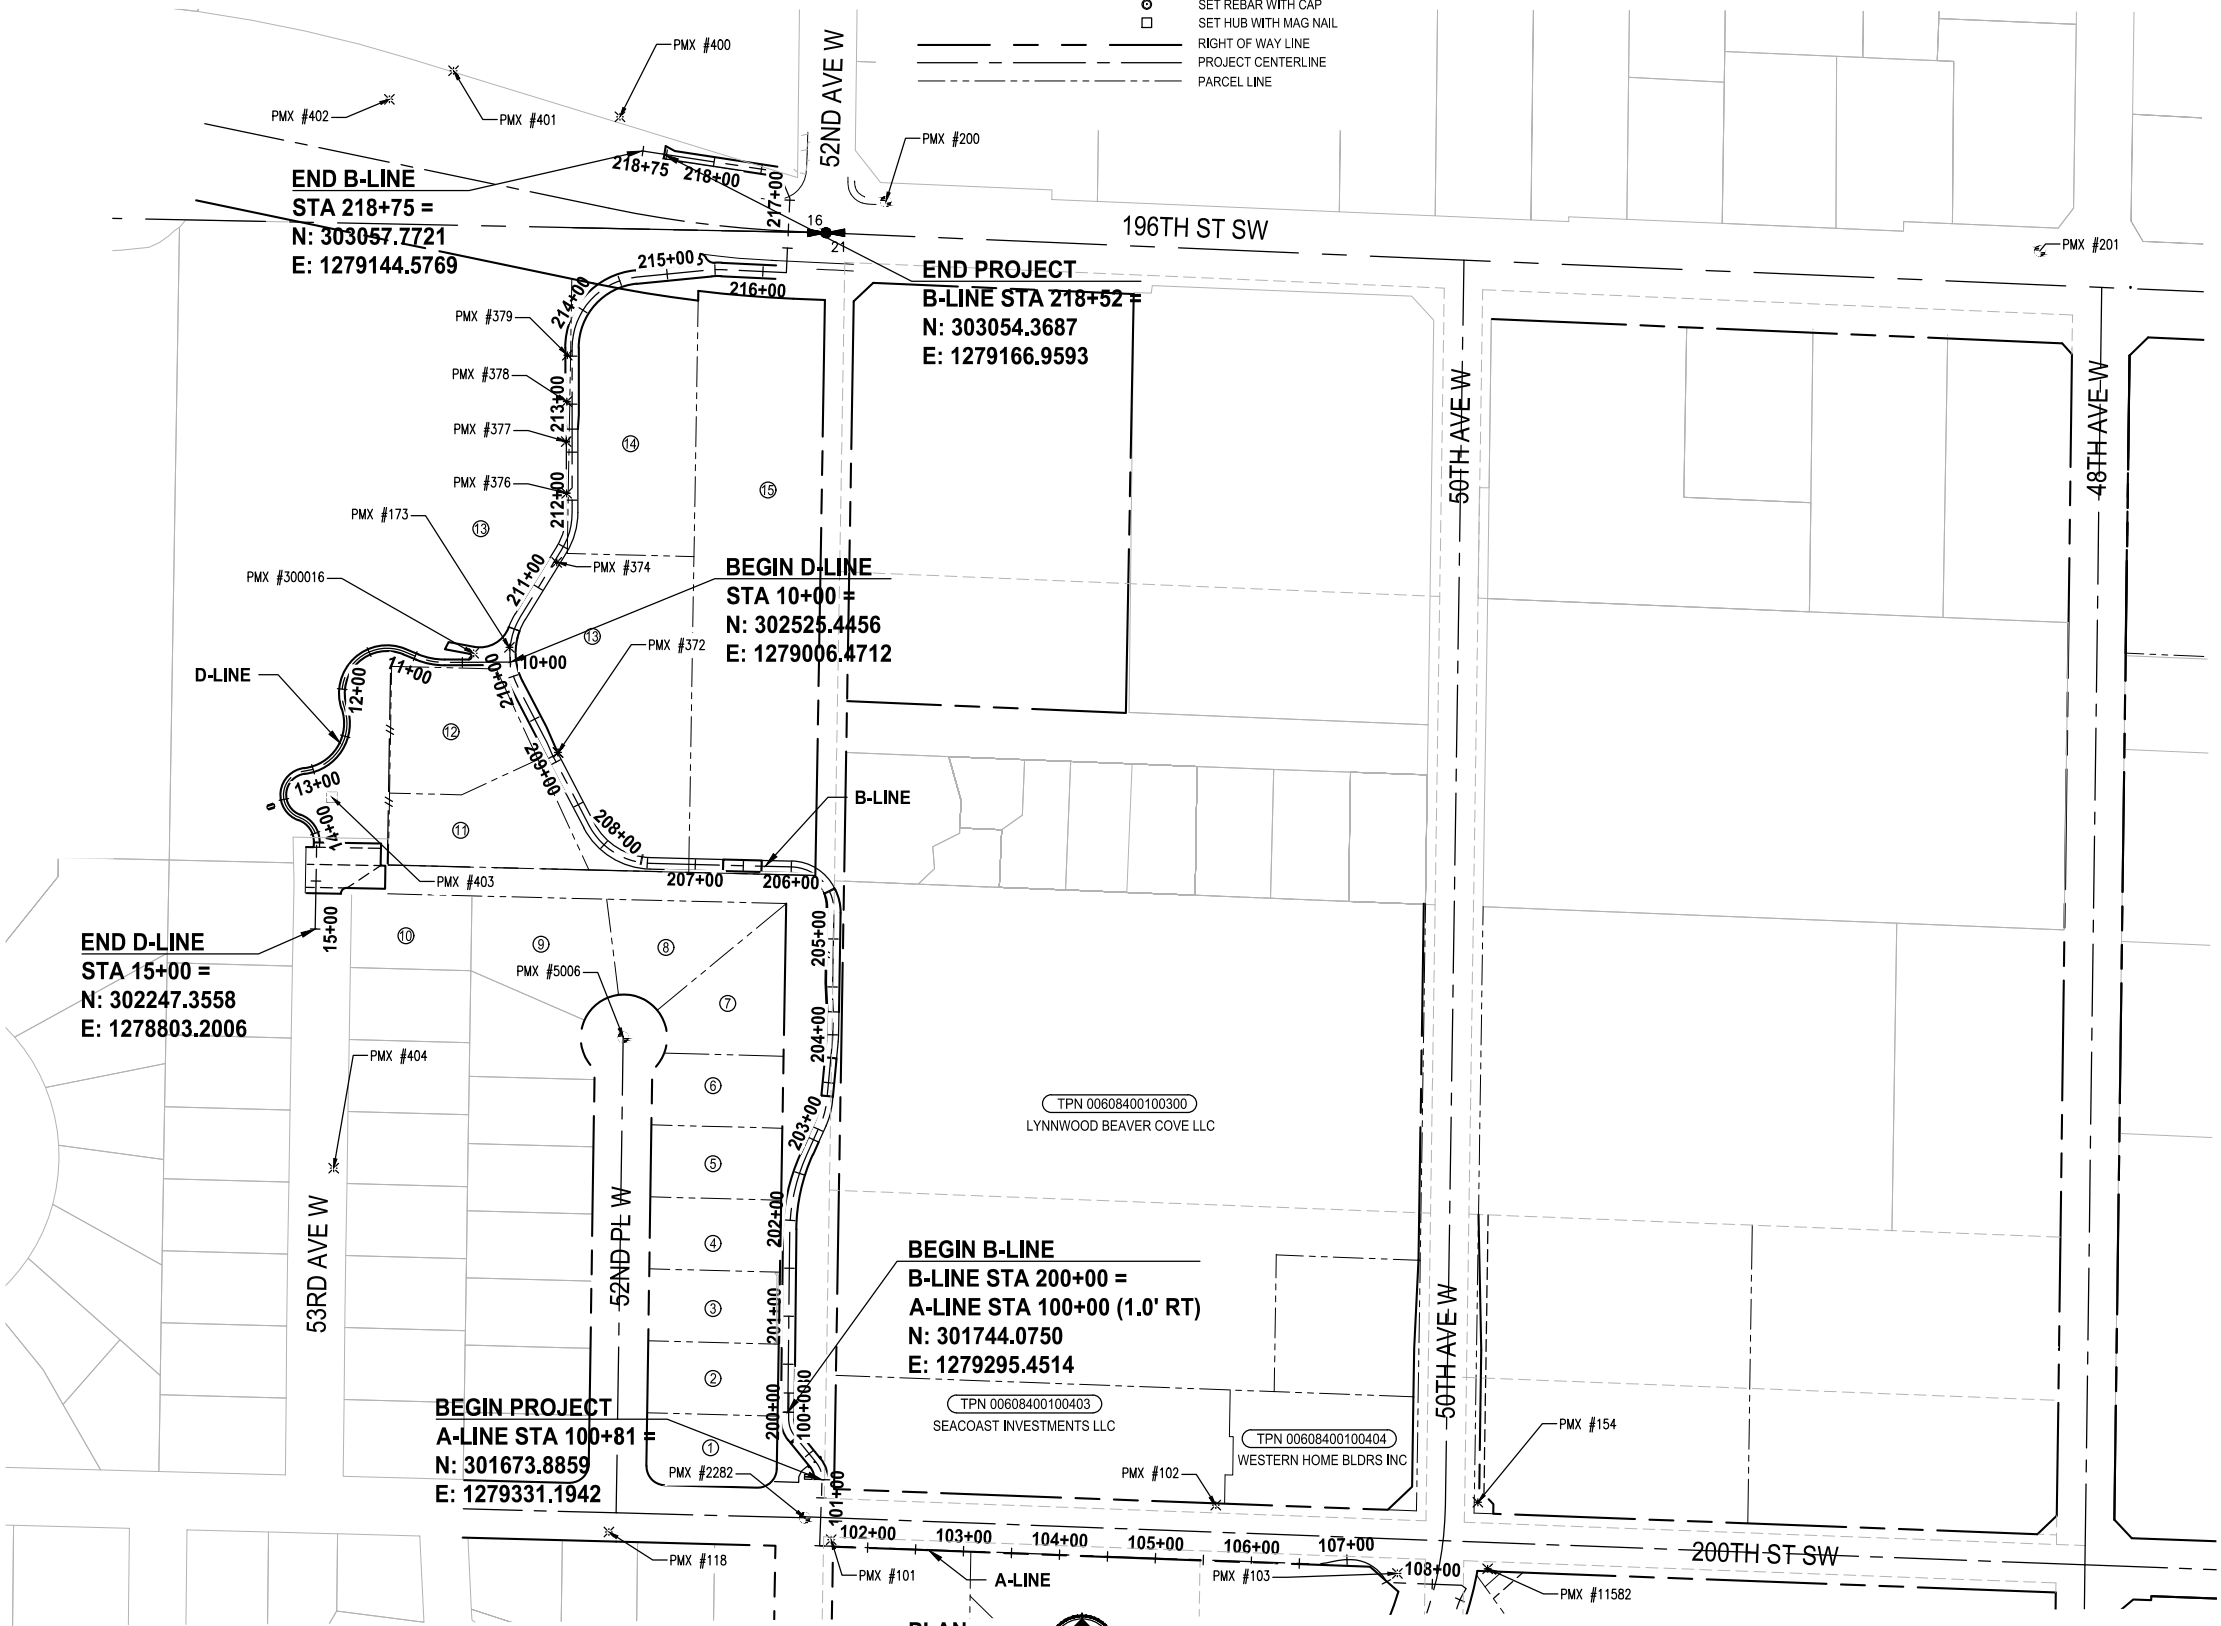 SET REBAR WITH CAP
SET HUB WITH MAG NAIL
RIGHT OF WAY LINE
PROJECT CENTERLINE
PARCEL LINE
PMX #400
PMX #402
PMX #401
52ND AVE W
PMX #200
218+75
218+00
217+00
END B-LINE
STA 218+75 =
N: 303057.7721
E: 1279144.5769
16
21
196TH ST SW
PMX #201
END PROJECT
B-LINE STA 218+52 =
N: 303054.3687
E: 1279166.9593
215+00
216+00
214+00
PMX #379
PMX #378
213+00
PMX #377
PMX #376
212+00
14
15
50TH AVE W
48TH AVE W
PMX #173
13
PMX #300016
211+00
PMX #374
BEGIN D-LINE
STA 10+00 =
N: 302525.4456
E: 1279006.4712
13
PMX #372
10+00
210+00
11+00
D-LINE
12+00
12
209+00
13+00
14+00
11
208+00
B-LINE
207+00
206+00
PMX #403
205+00
15+00
END D-LINE
STA 15+00 =
N: 302247.3558
E: 1278803.2006
10
9
8
PMX #5006
7
204+00
PMX #404
6
203+00
5
TPN 00608400100300
LYNNWOOD BEAVER COVE LLC
53RD AVE W
52ND PL W
202+00
4
BEGIN B-LINE
B-LINE STA 200+00 =
A-LINE STA 100+00 (1.0' RT)
N: 301744.0750
E: 1279295.4514
3
201+00
50TH AVE W
2
200+00
100+00
BEGIN PROJECT
A-LINE STA 100+81 =
N: 301673.8859
E: 1279331.1942
1
TPN 00608400100403
SEACOAST INVESTMENTS LLC
TPN 00608400100404
WESTERN HOME BLDRS INC
PMX #154
PMX #2282
PMX #102
101+00
102+00
103+00
104+00
105+00
106+00
107+00
108+00
200TH ST SW
PMX #118
PMX #101
A-LINE
PMX #103
PMX #11582
PLAN